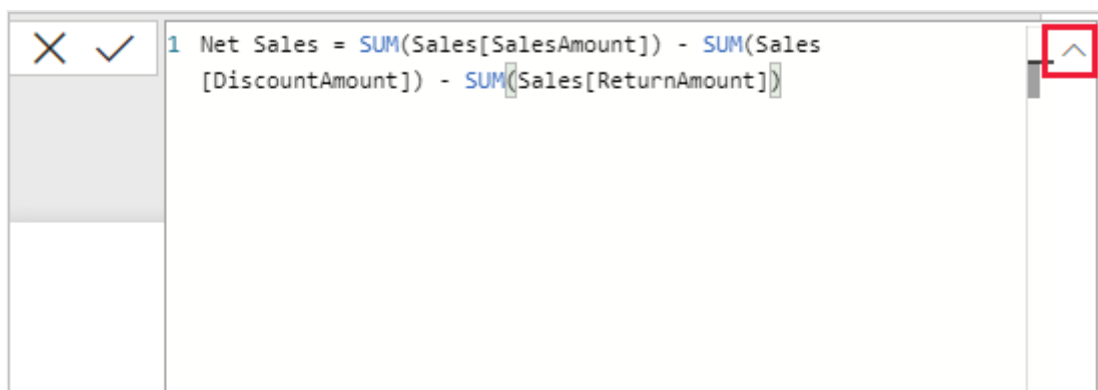 1 Net Sales = SUM(Sales[SalesAmount]) - SUM(Sales
[DiscountAmount]) - SUM(Sales[ReturnAmount])